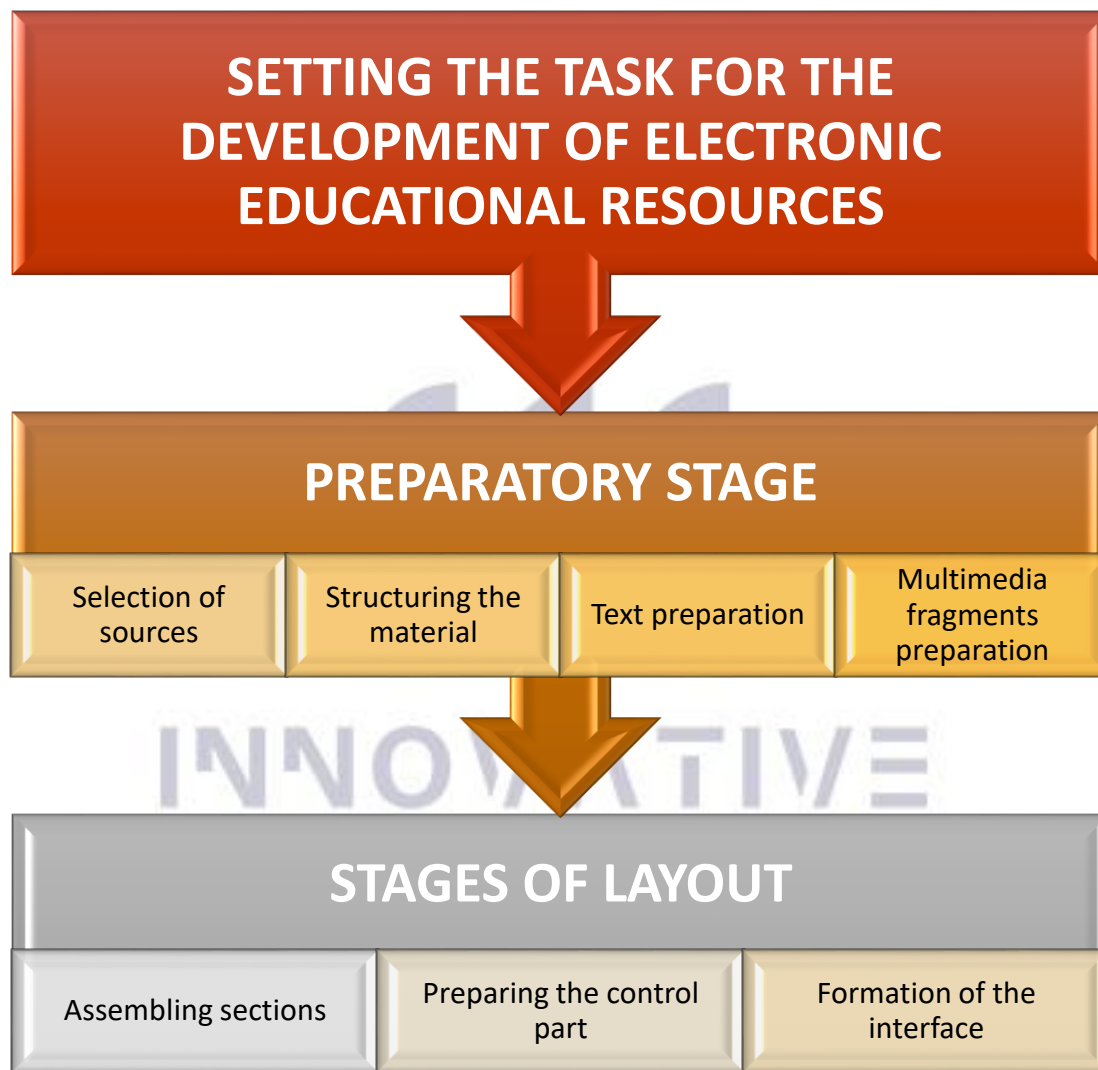 SETTING THE TASK FOR THE
DEVELOPMENT OF ELECTRONIC
EDUCATIONAL RESOURCES
PREPARATORY STAGE
Selection of
sources
Structuring the
material
Text preparation
Multimedia
fragments
preparation
INNOVATIVE
STAGES OF LAYOUT
Assembling sections
Preparing the control
part
Formation of the
interface